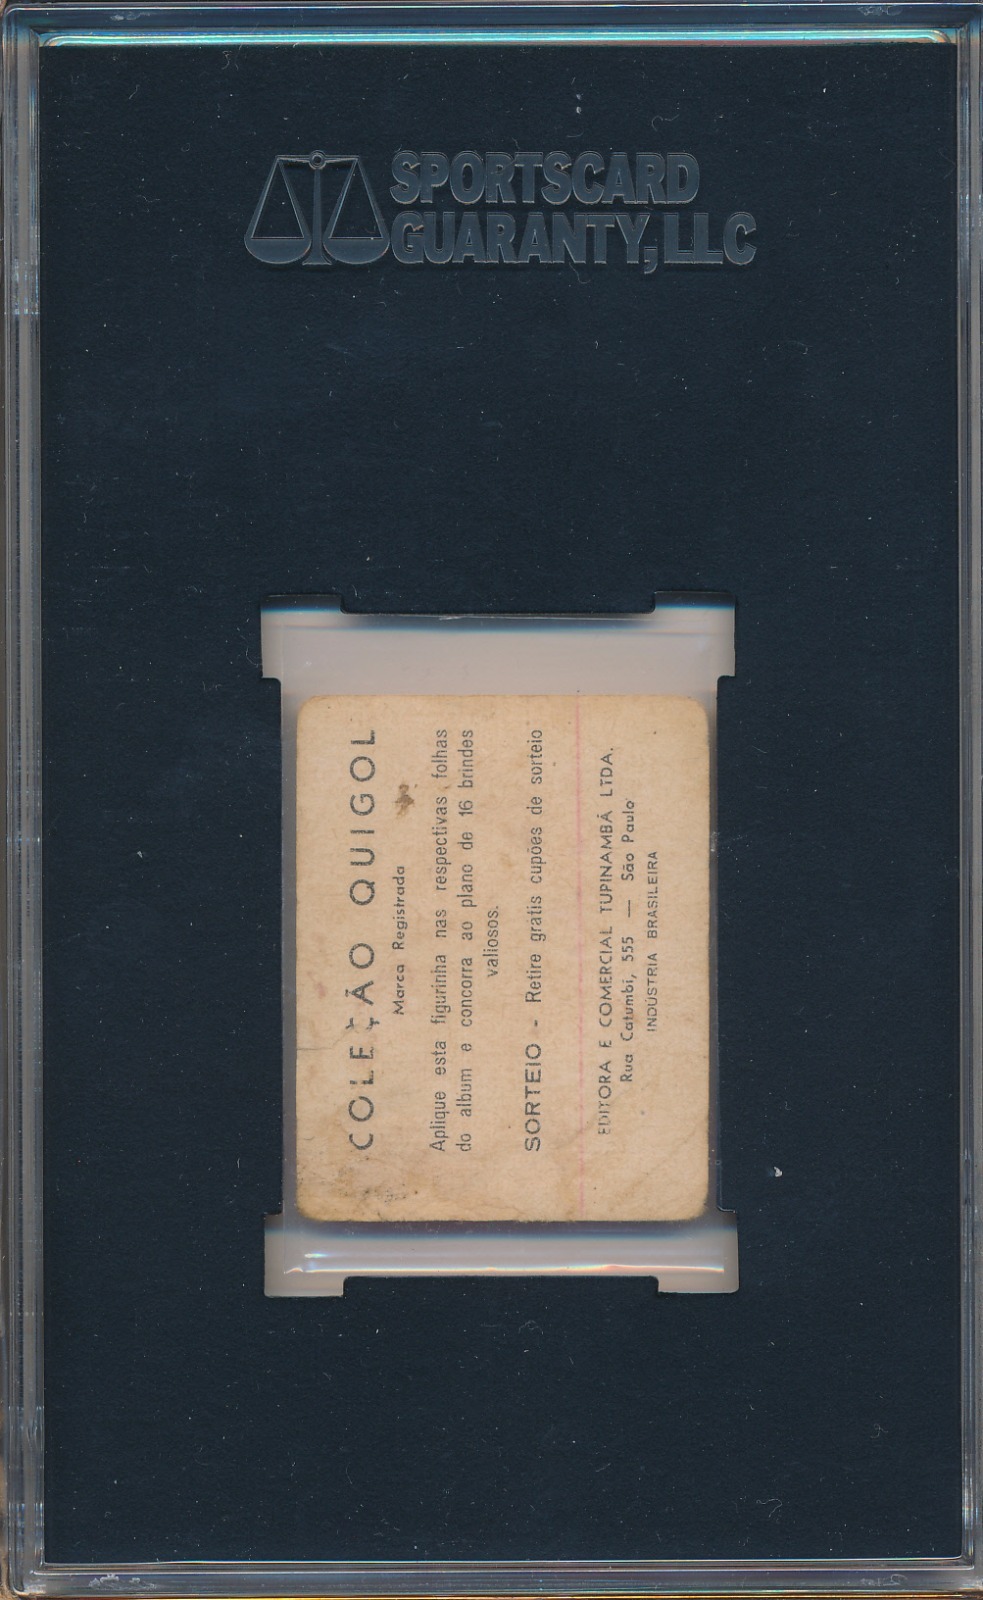 SPORTSCARD
GUARANTY, LLC
COLEÇÃO QUIGOL
Marca Registrada
Aplique esta figurinha nas respectivas folhas
do album e concorra ao plano de 16 brindes
valiosos.
SORTEIO - Retire grátis cupões de sorteio
EDITORA E COMERCIAL TUPINAMBÁ LTDA.
Rua Catumbi, 555 — São Paulo
INDÚSTRIA BRASILEIRA